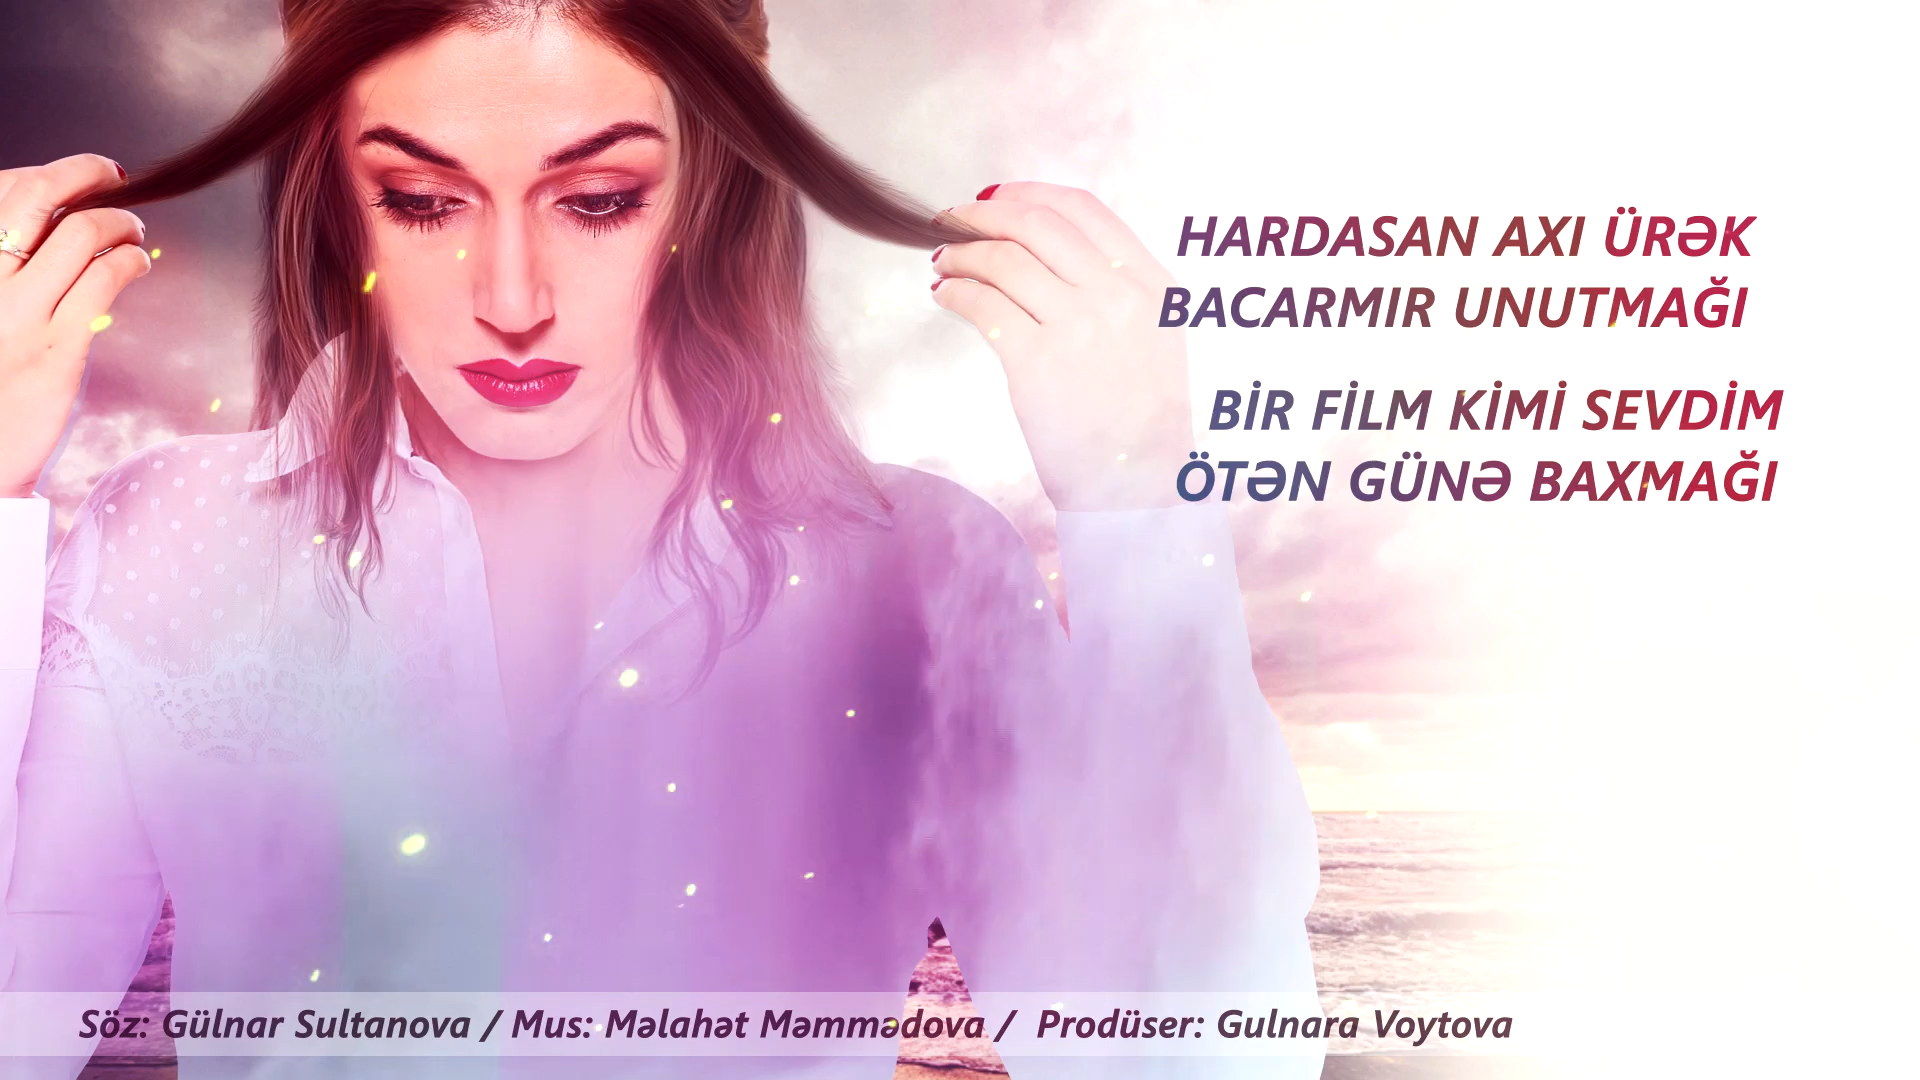 HARDASAN AXI ÜRƏK
BACARMIR UNUTMAĞI
BİR FİLM KİMİ SEVDİM
ÖTƏN GÜNƏ BAXMAĞI
Söz: Gülnar Sultanova / Mus: Məlahət Məmmədova / Prodüser: Gulnara Voytova